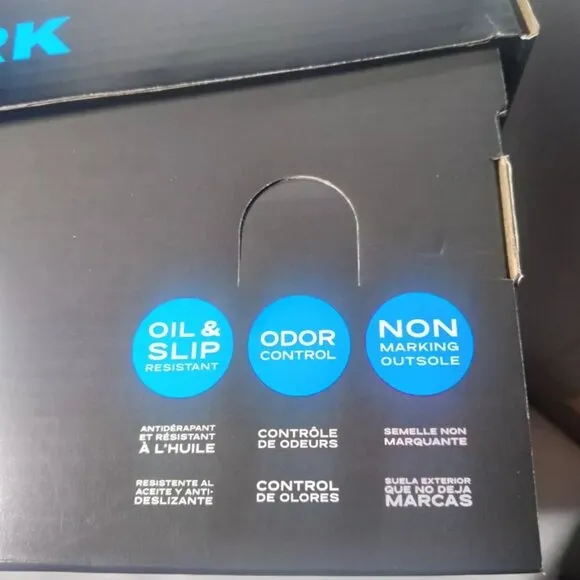 RK
OIL &
SLIP
RESISTANT
ODOR
CONTROL
NON
MARKING
OUTSOLE
ANTIDÉRAPANT
ET RÉSISTANT
À L'HUILE
CONTRÔLE
DE ODEURS
SEMELLE NON
MARQUANTE
RESISTENTE AL
ACEITE Y ANTI-
DESLIZANTE
CONTROL
DE OLORES
SUELA EXTERIOR
QUE NO DEJA
MARCAS